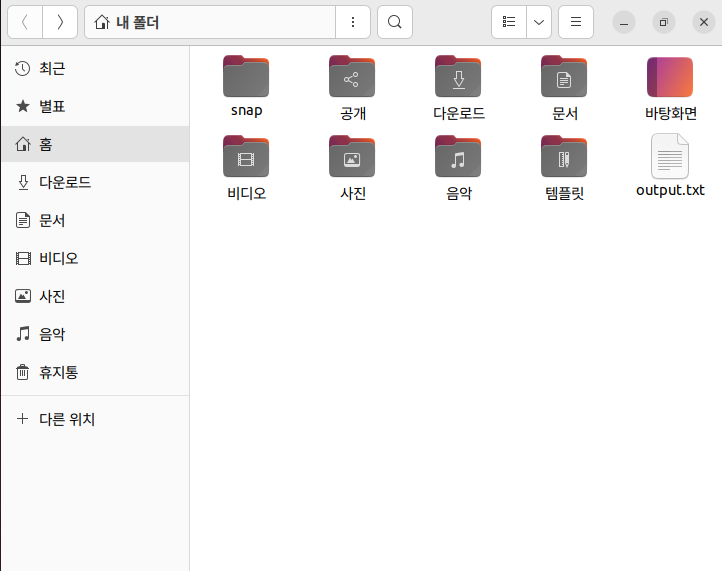 내 폴더
최근
별표
홈
다운로드
문서
비디오
사진
음악
휴지통
다른 위치
snap
공개
다운로드
문서
바탕화면
비디오
사진
음악
템플릿
output.txt